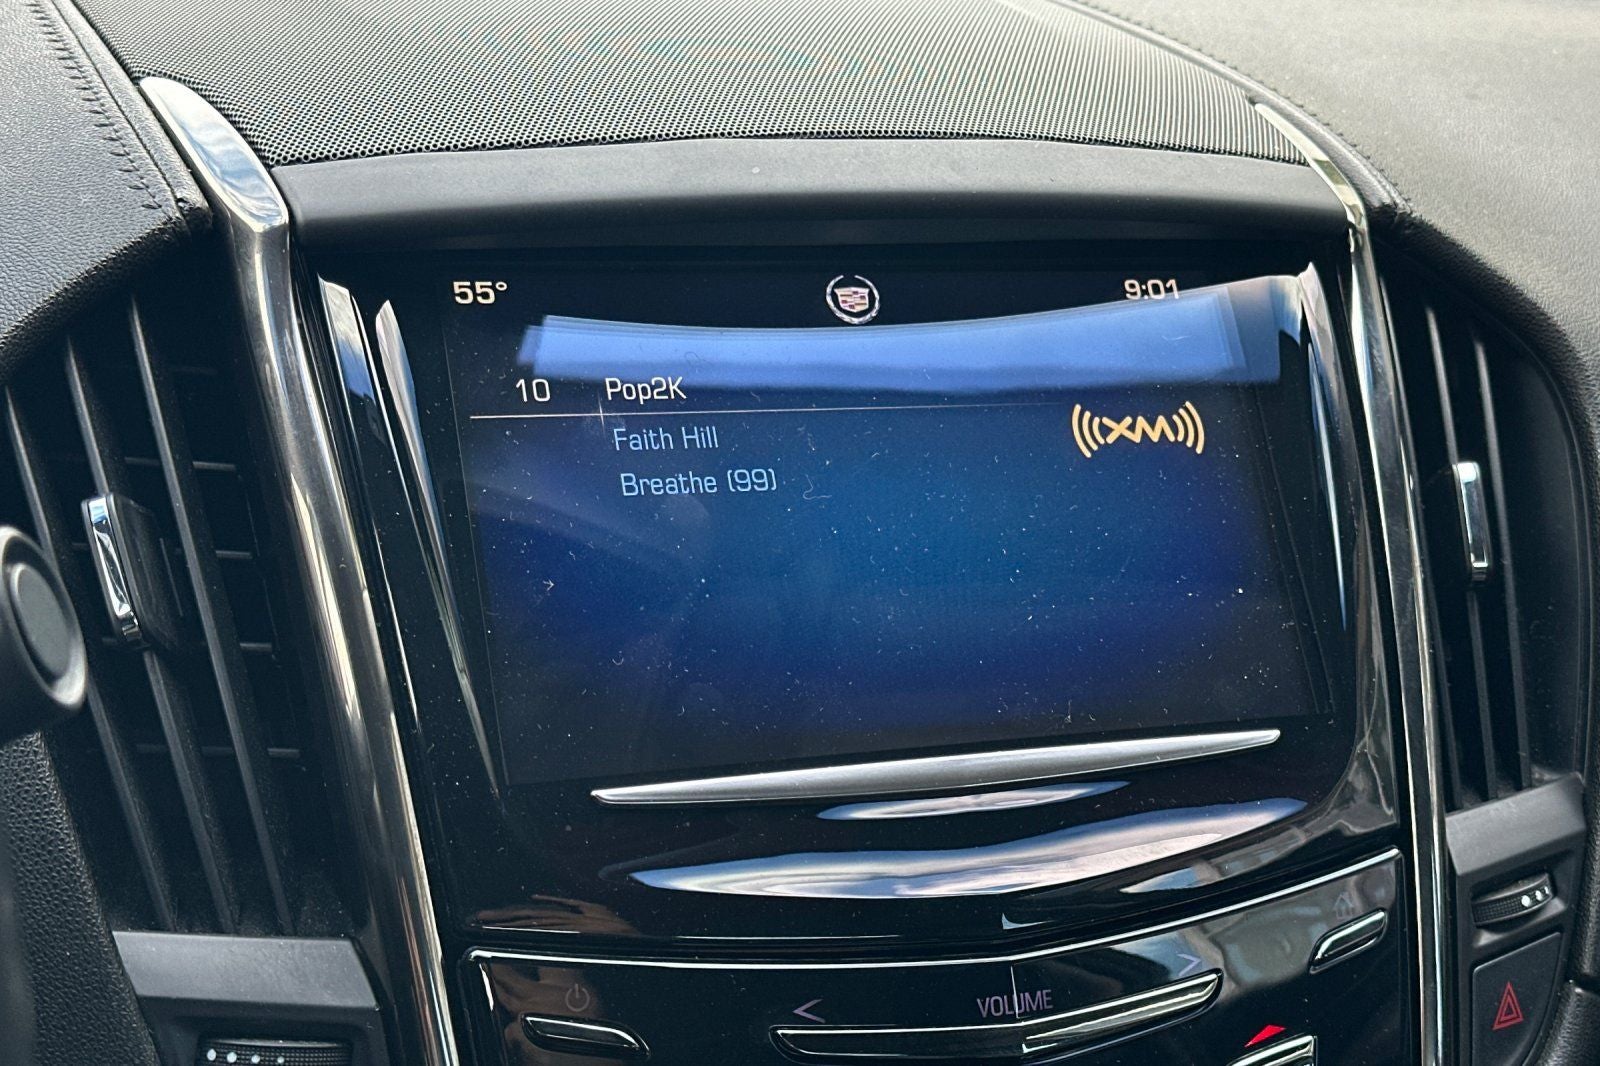 55° 9:01
10 Pop2K
Faith Hill
XM
Breathe (99)
VOLUME